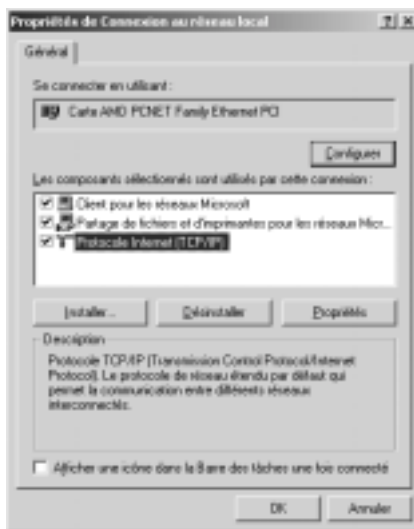 Propriétés de Connexion au réseau local
Général
Se connecter en utilisant :
Carte AMD PCNET Family Ethernet PCI
Configurer
Les composants sélectionnés sont utilisés par cette connexion :
Client pour les réseaux Microsoft
Partage de fichiers et d'imprimantes pour les réseaux Micr...
Protocole Internet (TCP/IP)
Installer...
Désinstaller
Propriétés
Description
Protocole TCP/IP (Transmission Control Protocol/Internet
Protocol). Le protocole de réseau étendu par défaut qui
permet la communication entre différents réseaux
interconnectés.
Afficher une icône dans la Barre des tâches une fois connecté
OK
Annuler